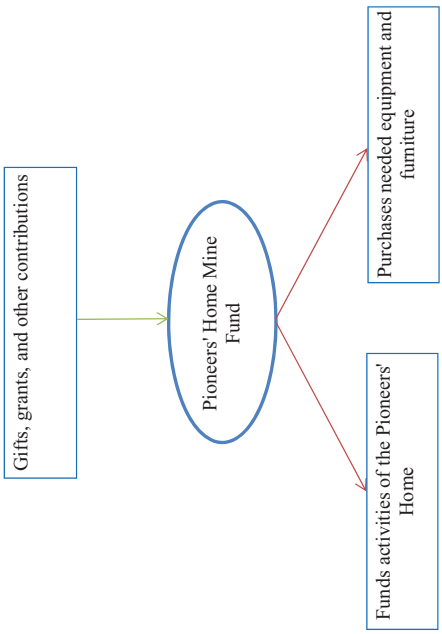 Gifts, grants, and other contributions
Pioneers' Home Mine
Fund
Funds activities of the Pioneers'
Home
Purchases needed equipment and
furniture